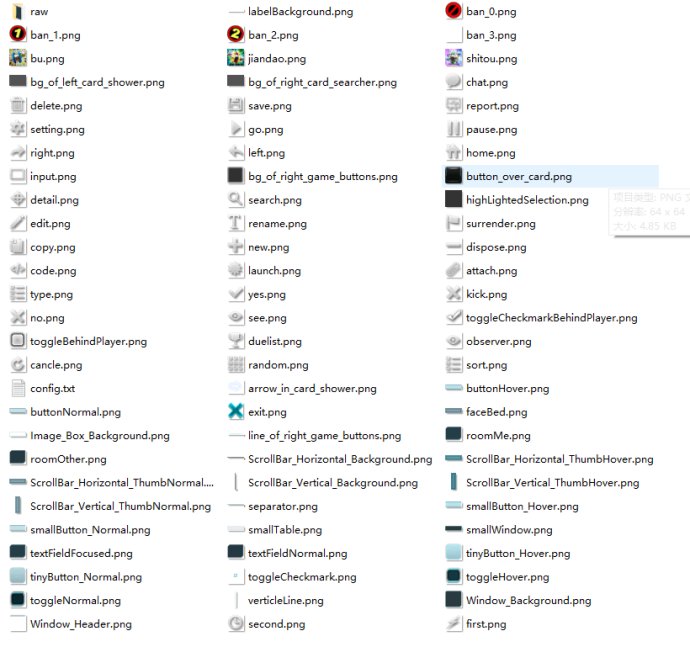 raw labelBackground.png ban_0.png
ban_1.png ban_2.png ban_3.png
bu.png jiandao.png shitou.png
bg_of_left_card_shower.png bg_of_right_card_searcher.png chat.png
delete.png save.png report.png
setting.png go.png pause.png
right.png left.png home.png
input.png bg_of_right_game_buttons.png button_over_card.png
detail.png search.png highLightedSelection.png
项目类型: PNG
分辨率: 64 x 64
大小: 4.85 KB
edit.png rename.png surrender.png
copy.png new.png dispose.png
code.png launch.png attach.png
type.png yes.png kick.png
no.png see.png toggleCheckmarkBehindPlayer.png
toggleBehindPlayer.png duelist.png observer.png
cancle.png random.png sort.png
config.txt arrow_in_card_shower.png buttonHover.png
buttonNormal.png exit.png faceBed.png
Image_Box_Background.png line_of_right_game_buttons.png roomMe.png
roomOther.png ScrollBar_Horizontal_Background.png ScrollBar_Horizontal_ThumbHover.png
ScrollBar_Horizontal_ThumbNormal.... ScrollBar_Vertical_Background.png ScrollBar_Vertical_ThumbHover.png
ScrollBar_Vertical_ThumbNormal.png separator.png smallButton_Hover.png
smallButton_Normal.png smallTable.png smallWindow.png
textFieldFocused.png textFieldNormal.png tinyButton_Hover.png
tinyButton_Normal.png toggleCheckmark.png toggleHover.png
toggleNormal.png verticleLine.png Window_Background.png
Window_Header.png second.png first.png